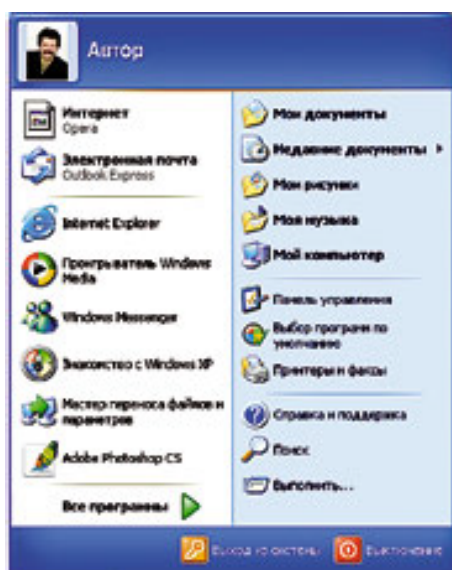 Автор
Интернет
Opera
Электронная почта
Outlook Express
Internet Explorer
Проигрыватель Windows
Media
Windows Messenger
Знакомство с Windows XP
Мастер переноса файлов и
параметров
Adobe Photoshop CS
Все программы
Мои документы
Недавние документы
Мои рисунки
Моя музыка
Мой компьютер
Панель управления
Выбор программ по
умолчанию
Принтеры и факсы
Справка и поддержка
Поиск
Выполнить...
Выход из системы
Выключение